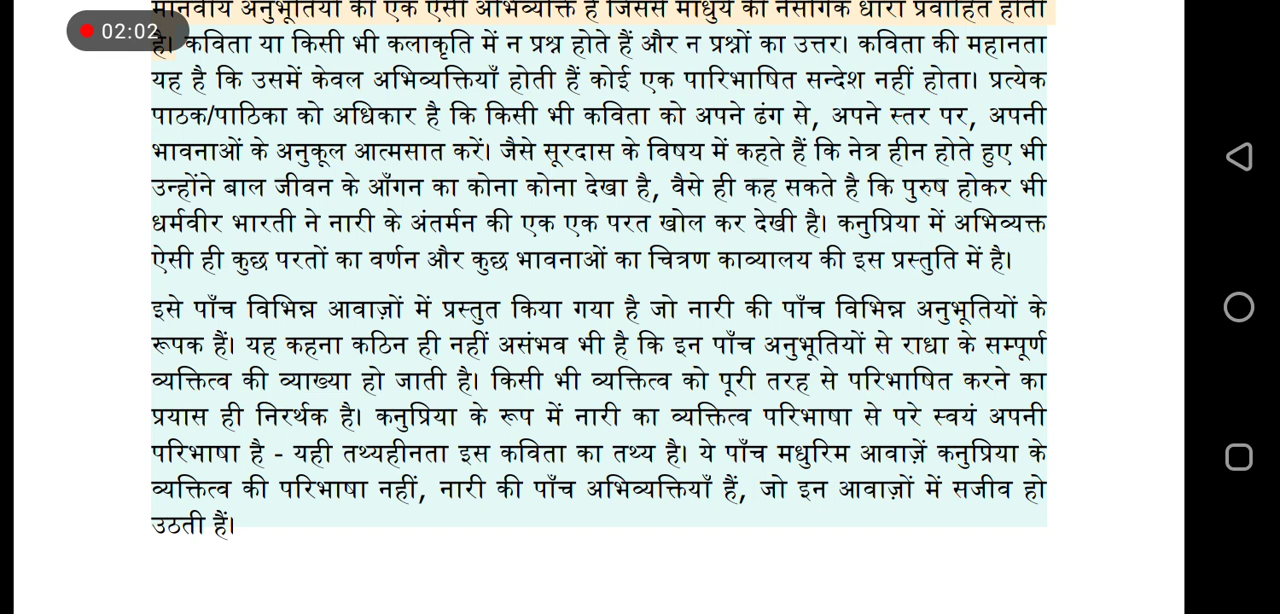 मानवीय अनुभूतियों की एक ऐसी अभिव्यक्ति है जिससे माधुर्य की नैसर्गिक धारा प्रवाहित होती
02:02
है। कविता या किसी भी कलाकृति में न प्रश्न होते हैं और न प्रश्नों का उत्तर। कविता की महानता
यह है कि उसमें केवल अभिव्यक्तियाँ होती हैं कोई एक पारिभाषित सन्देश नहीं होता। प्रत्येक
पाठक/पाठिका को अधिकार है कि किसी भी कविता को अपने ढंग से, अपने स्तर पर, अपनी
भावनाओं के अनुकूल आत्मसात करें। जैसे सूरदास के विषय में कहते हैं कि नेत्र हीन होते हुए भी
उन्होंने बाल जीवन के आँगन का कोना कोना देखा है, वैसे ही कह सकते है कि पुरुष होकर भी
धर्मवीर भारती ने नारी के अंतर्मन की एक एक परत खोल कर देखी है। कनुप्रिया में अभिव्यक्त
ऐसी ही कुछ परतों का वर्णन और कुछ भावनाओं का चित्रण काव्यालय की इस प्रस्तुति में है।
इसे पाँच विभिन्न आवाज़ों में प्रस्तुत किया गया है जो नारी की पाँच विभिन्न अनुभूतियों के
रूपक हैं। यह कहना कठिन ही नहीं असंभव भी है कि इन पाँच अनुभूतियों से राधा के सम्पूर्ण
व्यक्तित्व की व्याख्या हो जाती है। किसी भी व्यक्तित्व को पूरी तरह से परिभाषित करने का
प्रयास ही निरर्थक है। कनुप्रिया के रूप में नारी का व्यक्तित्व परिभाषा से परे स्वयं अपनी
परिभाषा है - यही तथ्यहीनता इस कविता का तथ्य है। ये पाँच मधुरिम आवाज़ें कनुप्रिया के
व्यक्तित्व की परिभाषा नहीं, नारी की पाँच अभिव्यक्तियाँ हैं, जो इन आवाज़ों में सजीव हो
उठती हैं।